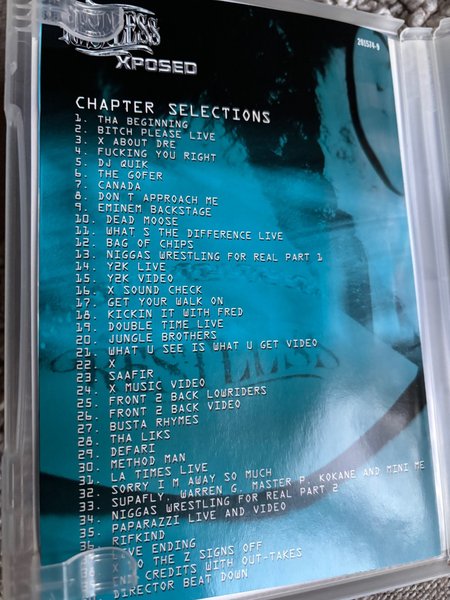 XPOSED
201574-9
CHAPTER SELECTIONS
1. THA BEGINNING
2. BITCH PLEASE LIVE
3. X ABOUT DRE
4. FUCKING YOU RIGHT
5. DJ QUIK
6. THE GOFER
7. CANADA
8. DON T APPROACH ME
9. EMINEM BACKSTAGE
10. DEAD MOOSE
11. WHAT S THE DIFFERENCE LIVE
12. BAG OF CHIPS
13. NIGGAS WRESTLING FOR REAL PART 1
14. Y2K LIVE
15. Y2K VIDEO
16. X SOUND CHECK
17. GET YOUR WALK ON
18. KICKIN IT WITH FRED
19. DOUBLE TIME LIVE
20. JUNGLE BROTHERS
21. WHAT U SEE IS WHAT U GET VIDEO
22. X
23. SAAFIR
24. X MUSIC VIDEO
25. FRONT 2 BACK LOWRIDERS
26. FRONT 2 BACK VIDEO
27. BUSTA RHYMES
28. THA LIKS
29. DEFARI
30. METHOD MAN
31. LA TIMES LIVE
32. SORRY I M AWAY SO MUCH
33. SUPAFLY, WARREN G, MASTER P, KOKANE AND MINI ME
34. NIGGAS WRESTLING FOR REAL PART 2
35. PAPARAZZI LIVE AND VIDEO
36. RIFKIND
LIVE ENDING
X TO THE Z SIGNS OFF
END CREDITS WITH OUT-TAKES
DIRECTOR BEAT DOWN